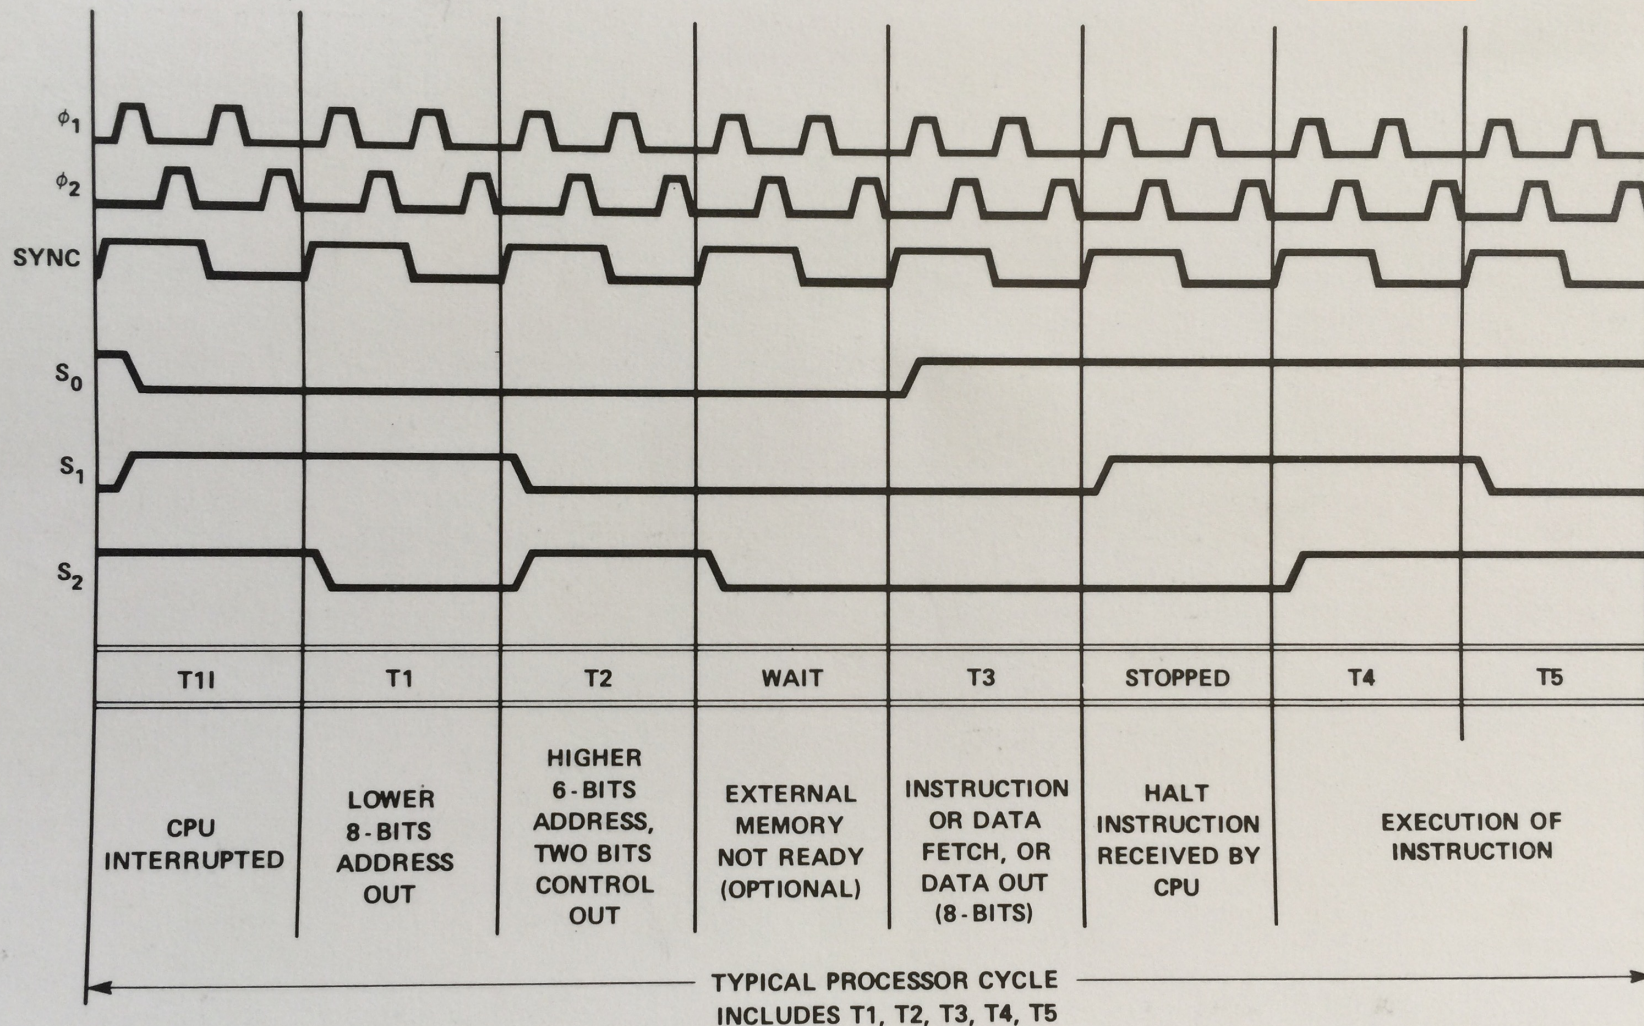 ϕ1
ϕ2
SYNC
S0
S1
S2
T1I
T1
T2
WAIT
T3
STOPPED
T4
T5
CPU
INTERRUPTED
LOWER
8-BITS
ADDRESS
OUT
HIGHER
6-BITS
ADDRESS,
TWO BITS
CONTROL
OUT
EXTERNAL
MEMORY
NOT READY
(OPTIONAL)
INSTRUCTION
OR DATA
FETCH, OR
DATA OUT
(8-BITS)
HALT
INSTRUCTION
RECEIVED BY
CPU
EXECUTION OF
INSTRUCTION
TYPICAL PROCESSOR CYCLE
INCLUDES T1, T2, T3, T4, T5